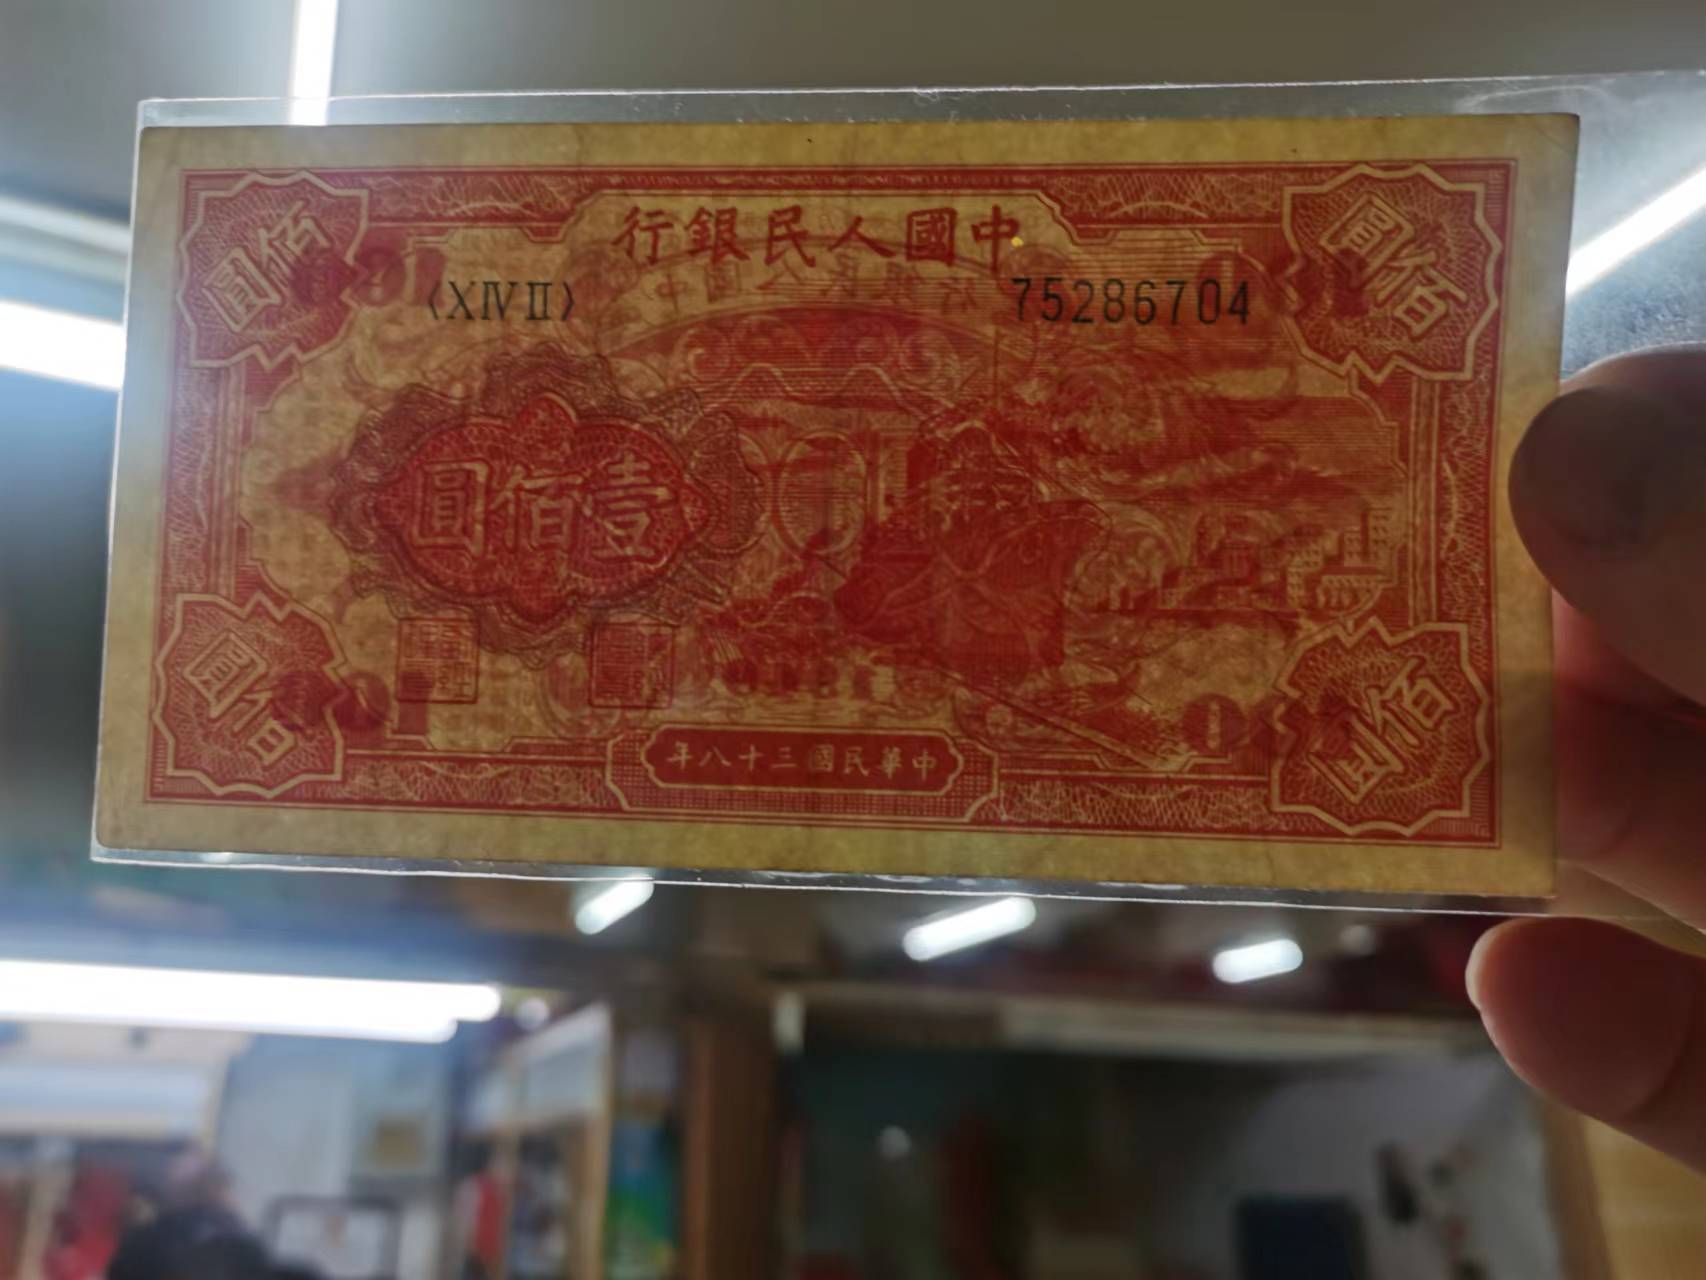 中國人民銀行
〈XIVII〉 75286704
佰圓
佰圓
壹佰圓
佰圓
佰圓
中華民國三十八年